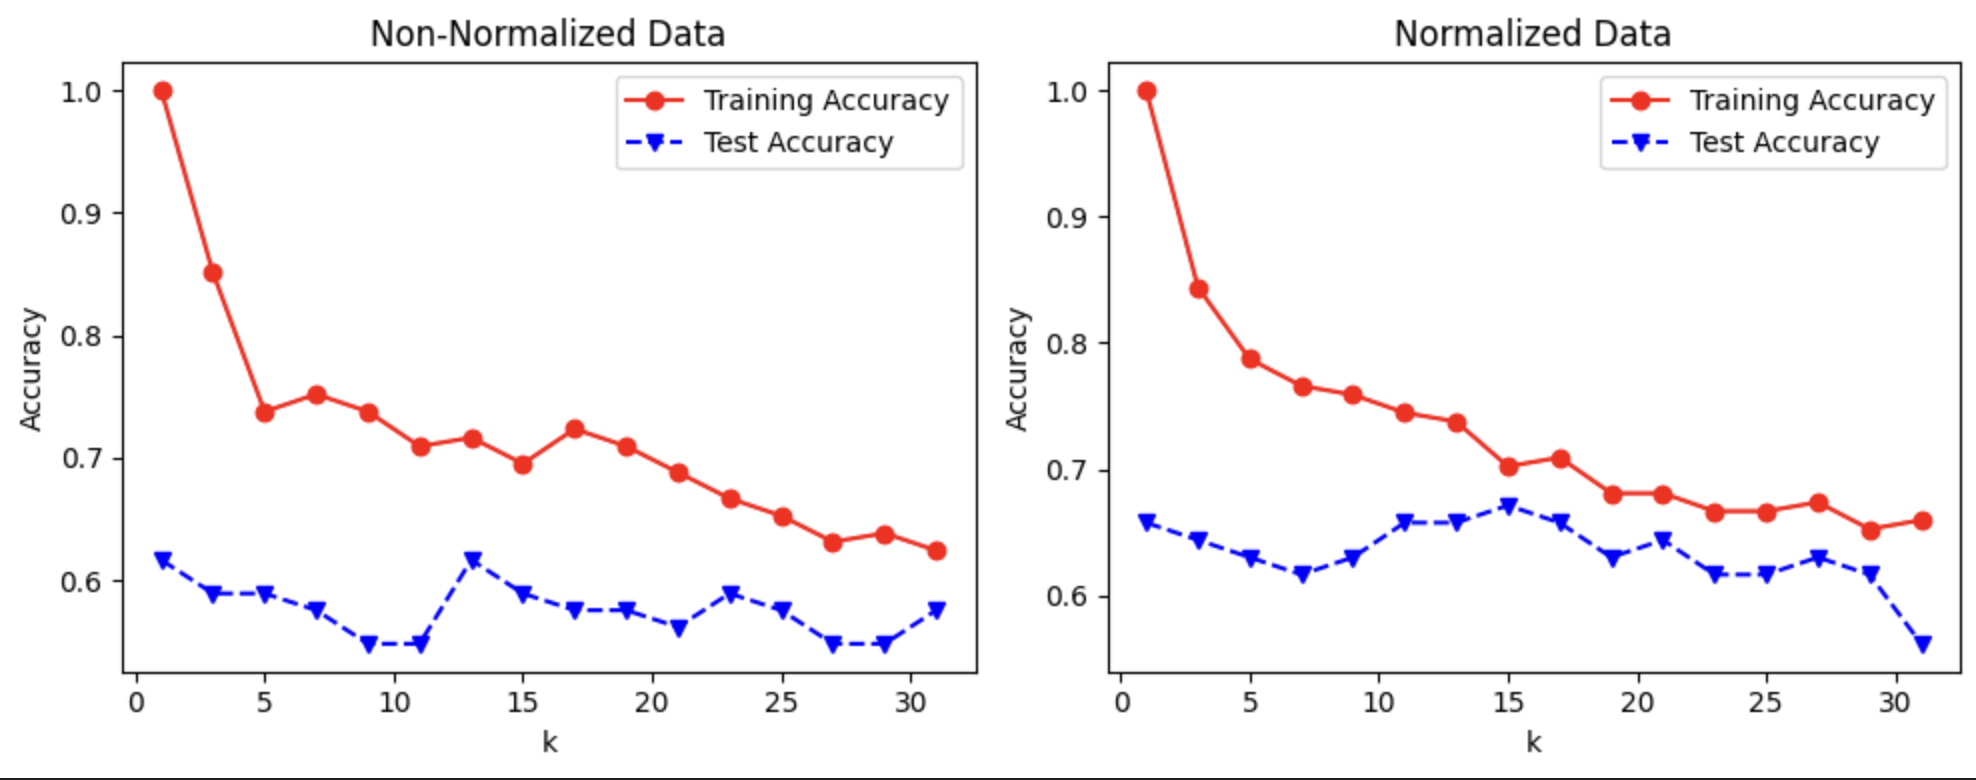 Non-Normalized Data
Training Accuracy
Test Accuracy
1.0
0.9
0.8
0.7
0.6
Accuracy
0 5 10 15 20 25 30
k
Normalized Data
Training Accuracy
Test Accuracy
1.0
0.9
0.8
0.7
0.6
Accuracy
0 5 10 15 20 25 30
k